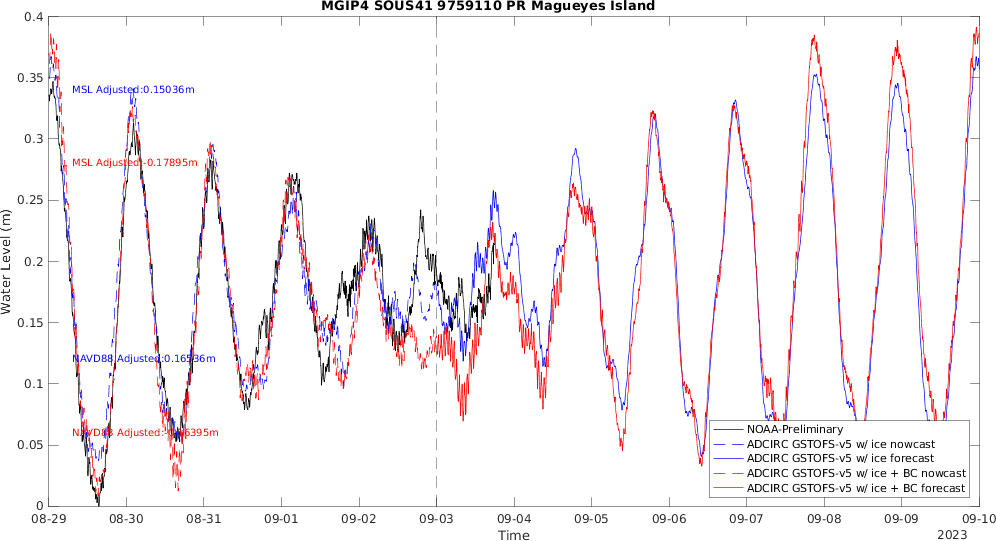 MGIP4 SOUS41 9759110 PR Magueyes Island
0.4
0.35
0.3
0.25
0.2
0.15
0.1
0.05
0
Water Level (m)
MSL Adjusted:0.15036m
MSL Adjusted:-0.17895m
NAVD88 Adjusted:0.16536m
NAVD88 Adjusted:-0.16395m
NOAA-Preliminary
ADCIRC GSTOFS-v5 w/ ice nowcast
ADCIRC GSTOFS-v5 w/ ice forecast
ADCIRC GSTOFS-v5 w/ ice + BC nowcast
ADCIRC GSTOFS-v5 w/ ice + BC forecast
08-29 08-30 08-31 09-01 09-02 09-03 09-04 09-05 09-06 09-07 09-08 09-09 09-10
Time
2023